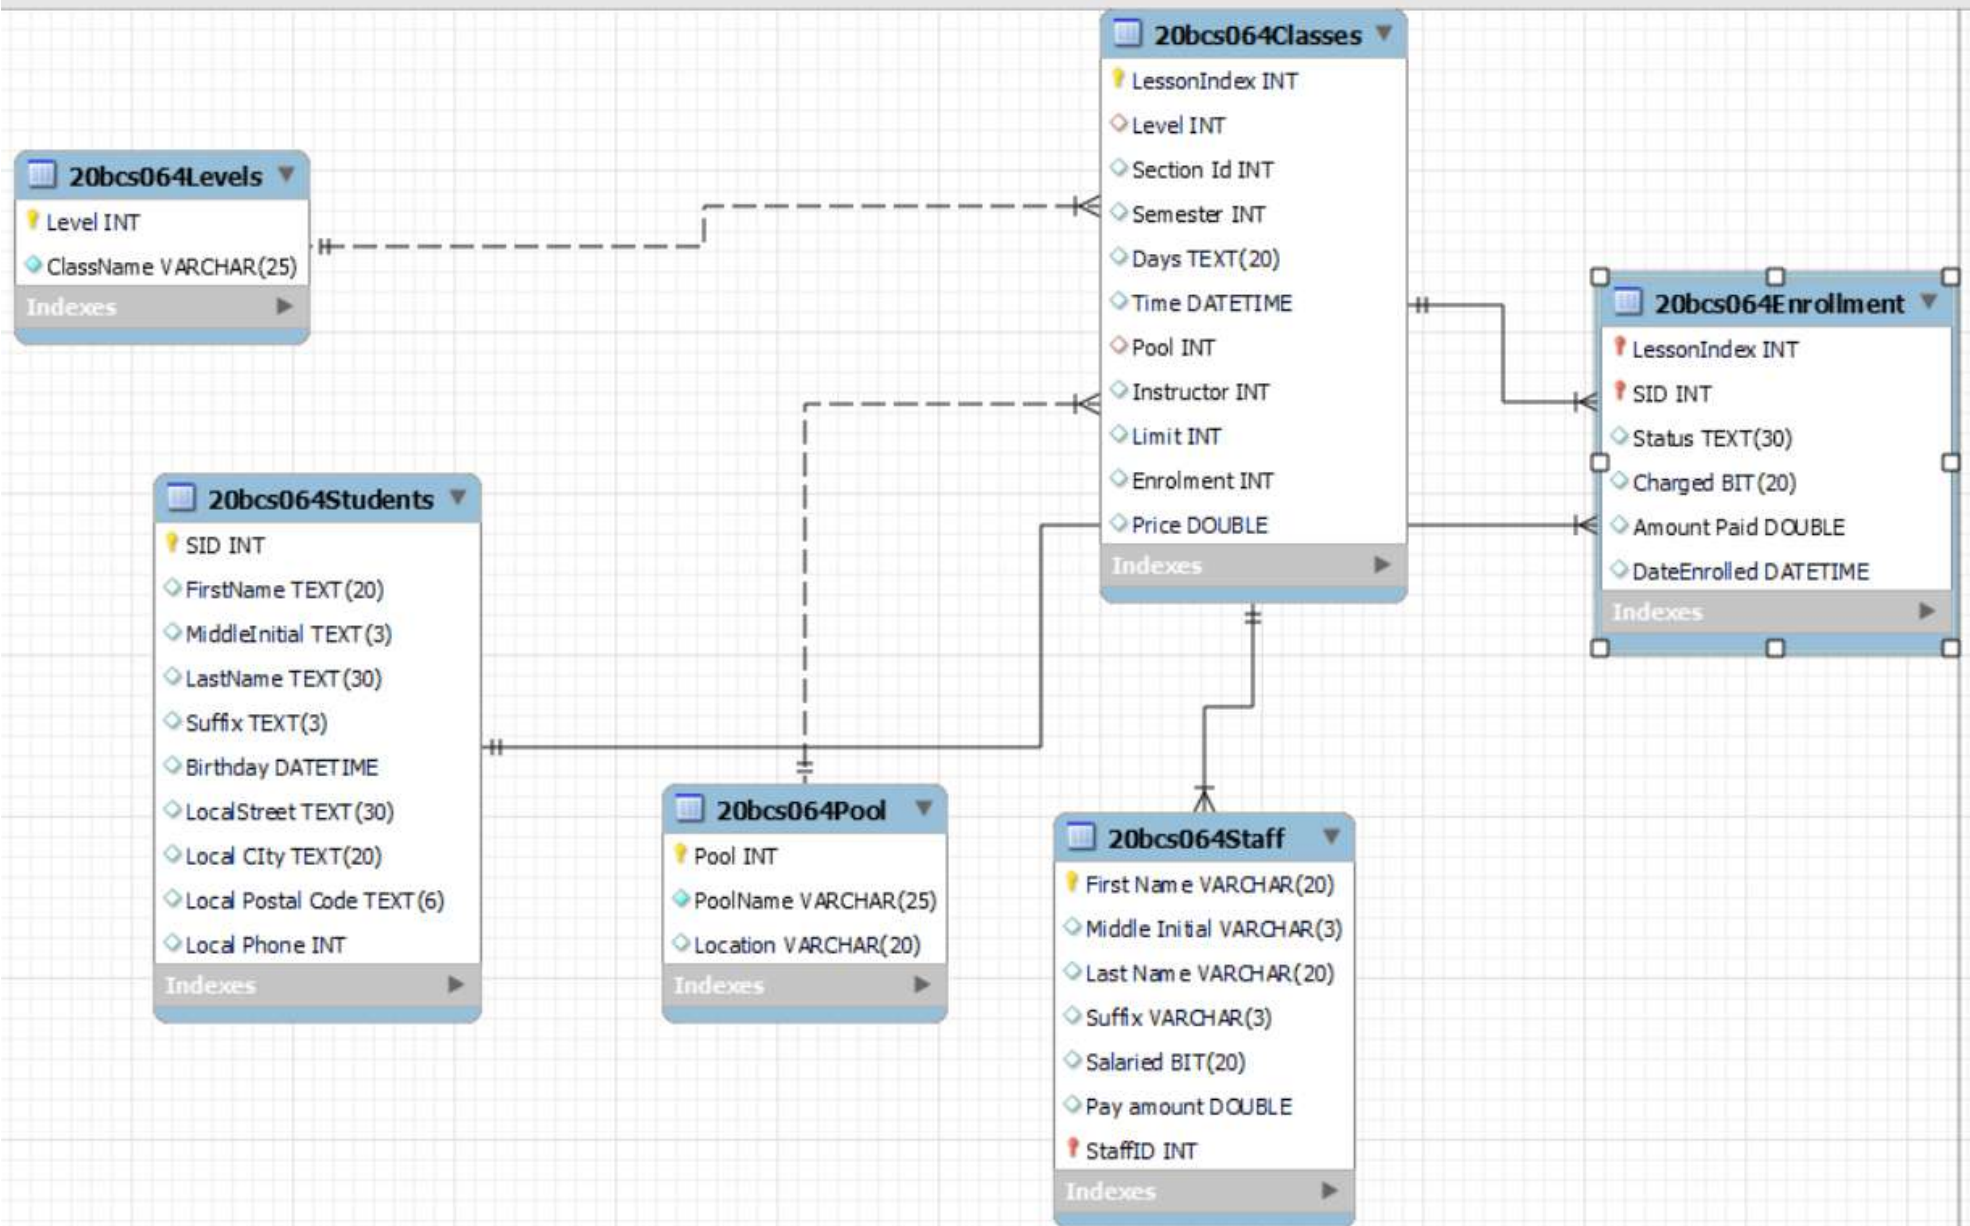 20bcs064Classes
LessonIndex INT
Level INT
Section Id INT
Semester INT
Days TEXT(20)
Time DATETIME
Pool INT
Instructor INT
Limit INT
Enrolment INT
Price DOUBLE
Indexes
20bcs064Levels
Level INT
ClassName VARCHAR(25)
Indexes
20bcs064Enrollment
LessonIndex INT
SID INT
Status TEXT(30)
Charged BIT(20)
Amount Paid DOUBLE
DateEnrolled DATETIME
Indexes
20bcs064Students
SID INT
FirstName TEXT(20)
MiddleInitial TEXT(3)
LastName TEXT(30)
Suffix TEXT(3)
Birthday DATETIME
LocalStreet TEXT(30)
Local CIty TEXT(20)
Local Postal Code TEXT(6)
Local Phone INT
Indexes
20bcs064Pool
Pool INT
PoolName VARCHAR(25)
Location VARCHAR(20)
Indexes
20bcs064Staff
First Name VARCHAR(20)
Middle Initial VARCHAR(3)
Last Name VARCHAR(20)
Suffix VARCHAR(3)
Salaried BIT(20)
Pay amount DOUBLE
StaffID INT
Indexes